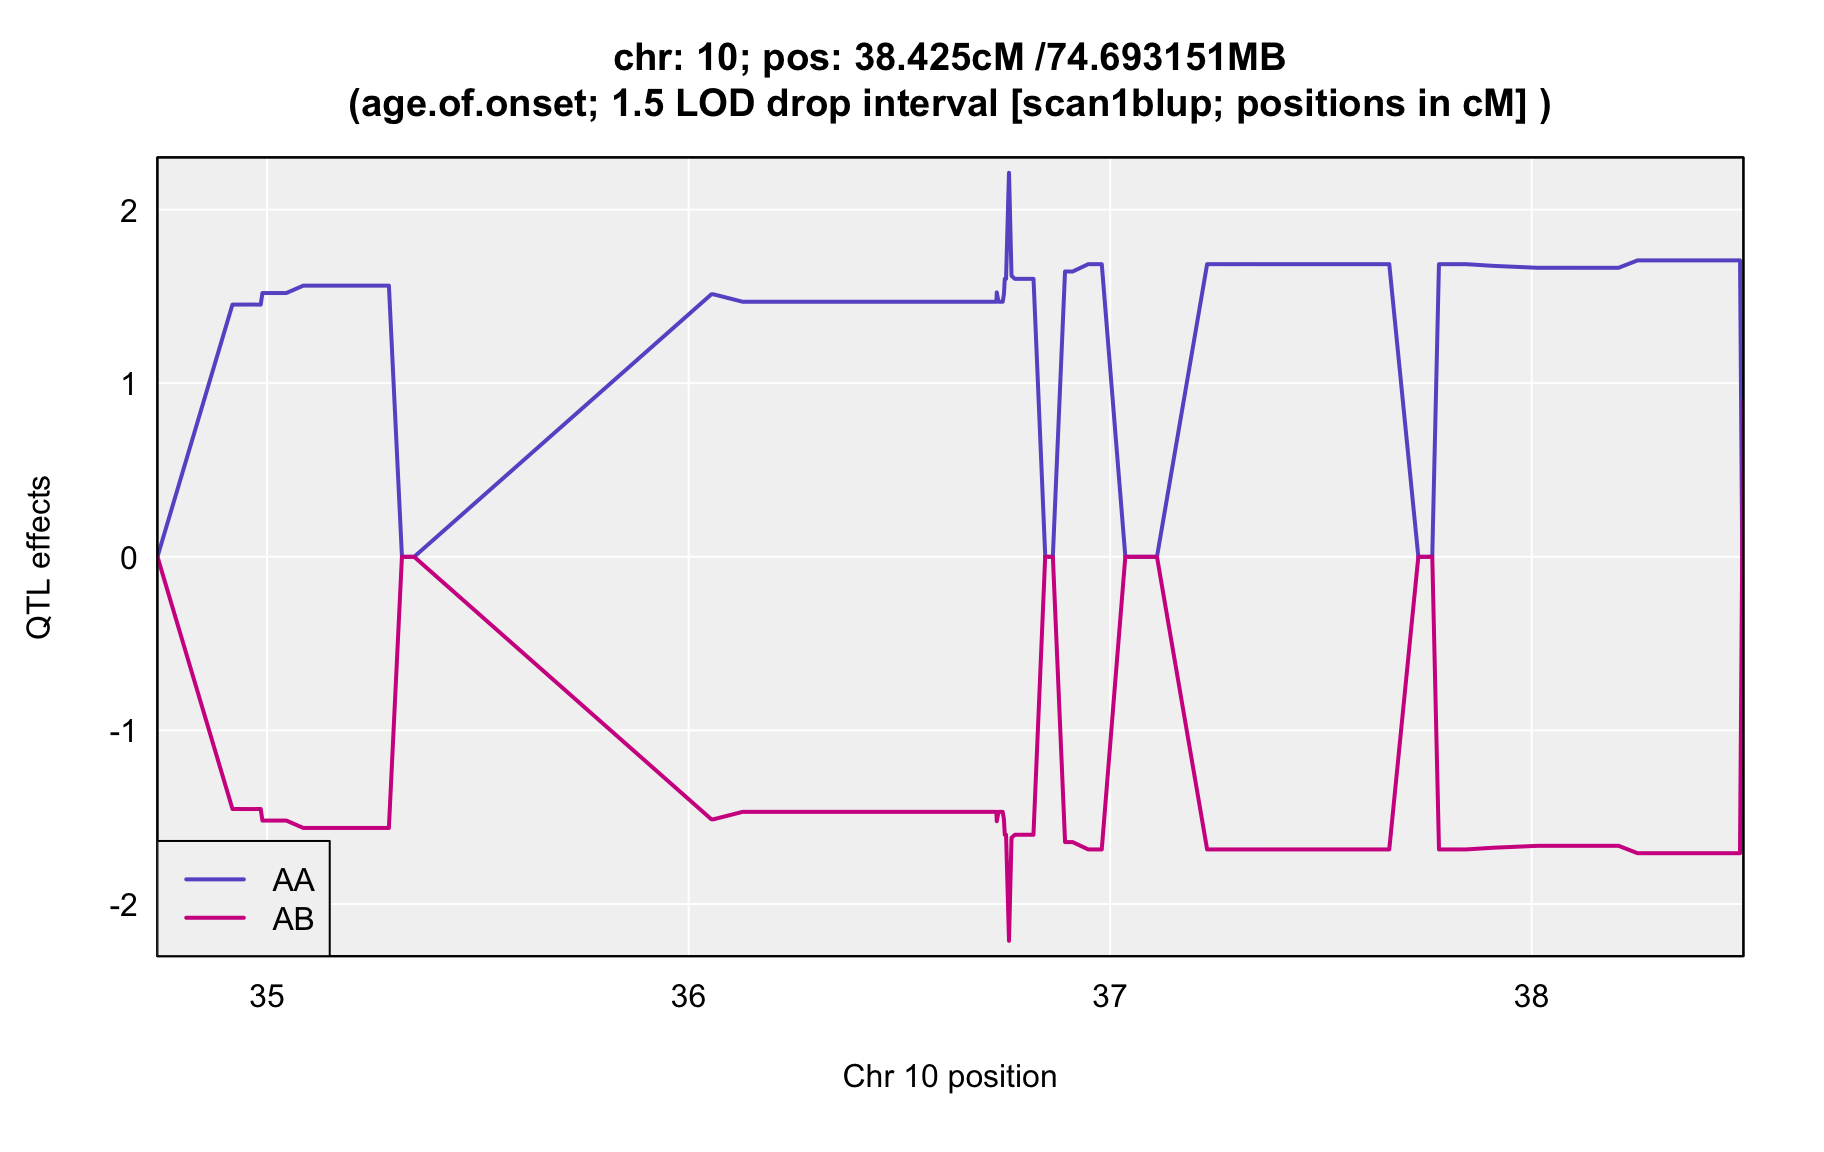 chr: 10; pos: 38.425cM /74.693151MB
(age.of.onset; 1.5 LOD drop interval [scan1blup; positions in cM] )
2
1
0
-1
-2
QTL effects
AA
AB
35 36 37 38
Chr 10 position